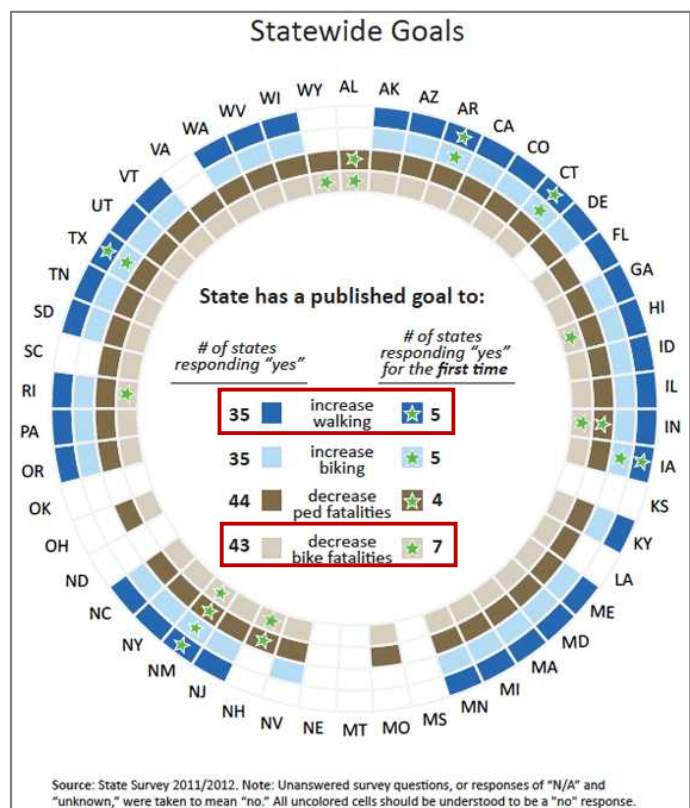 Statewide Goals
AL
AK
AZ
AR
CA
CO
CT
DE
FL
GA
HI
ID
IL
IN
IA
KS
KY
LA
ME
MD
MA
MI
MN
MS
MO
MT
NE
NV
NH
NJ
NM
NY
NC
ND
OH
OK
OR
PA
RI
SC
SD
TN
TX
UT
VT
VA
WA
WV
WI
WY
State has a published goal to:
# of states
responding "yes"
# of states
responding "yes"
for the first time
35 increase walking 5
35 increase biking 5
44 decrease ped fatalities 4
43 decrease bike fatalities 7
Source: State Survey 2011/2012. Note: Unanswered survey questions, or responses of "N/A" and
"unknown," were taken to mean "no." All uncolored cells should be understood to be a "no" response.